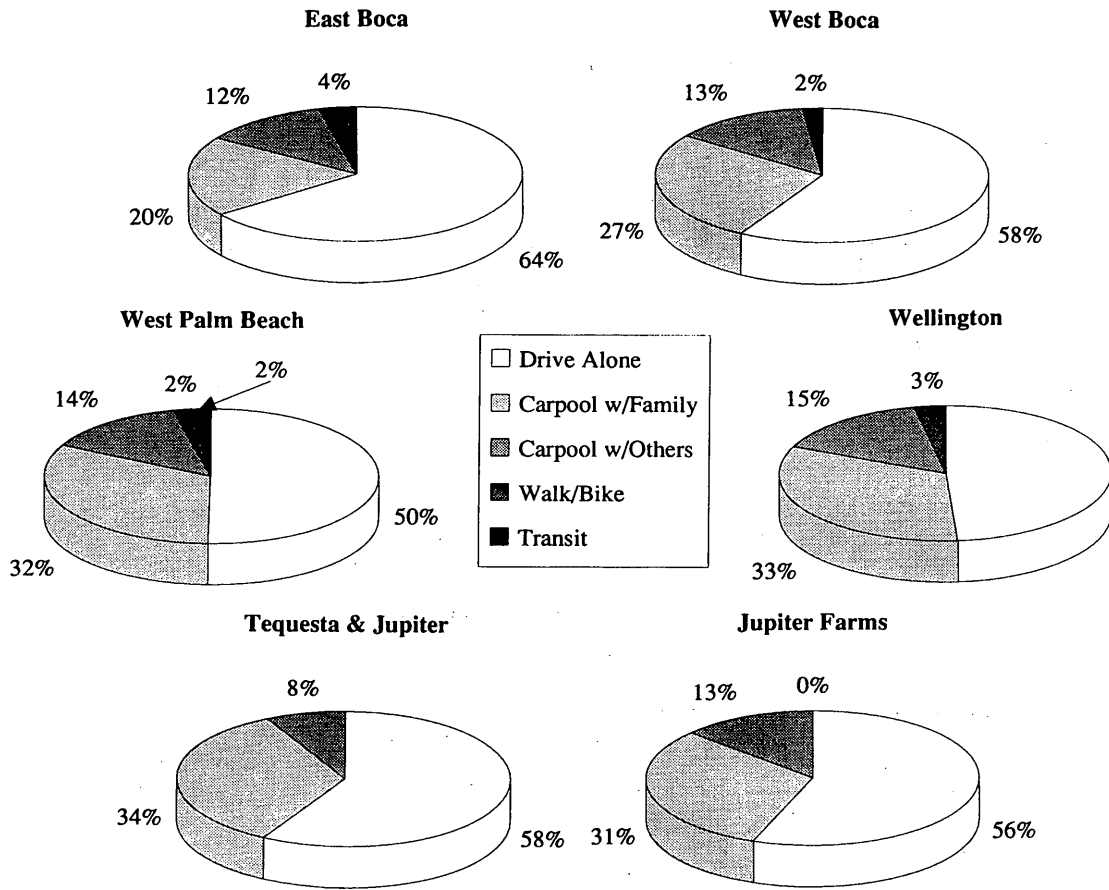 East Boca
4%
12%
20%
64%
West Boca
2%
13%
27%
58%
West Palm Beach
2%
2%
14%
50%
32%
Drive Alone
Carpool w/Family
Carpool w/Others
Walk/Bike
Transit
Wellington
3%
15%
33%
Tequesta & Jupiter
8%
34%
58%
Jupiter Farms
0%
13%
31%
56%